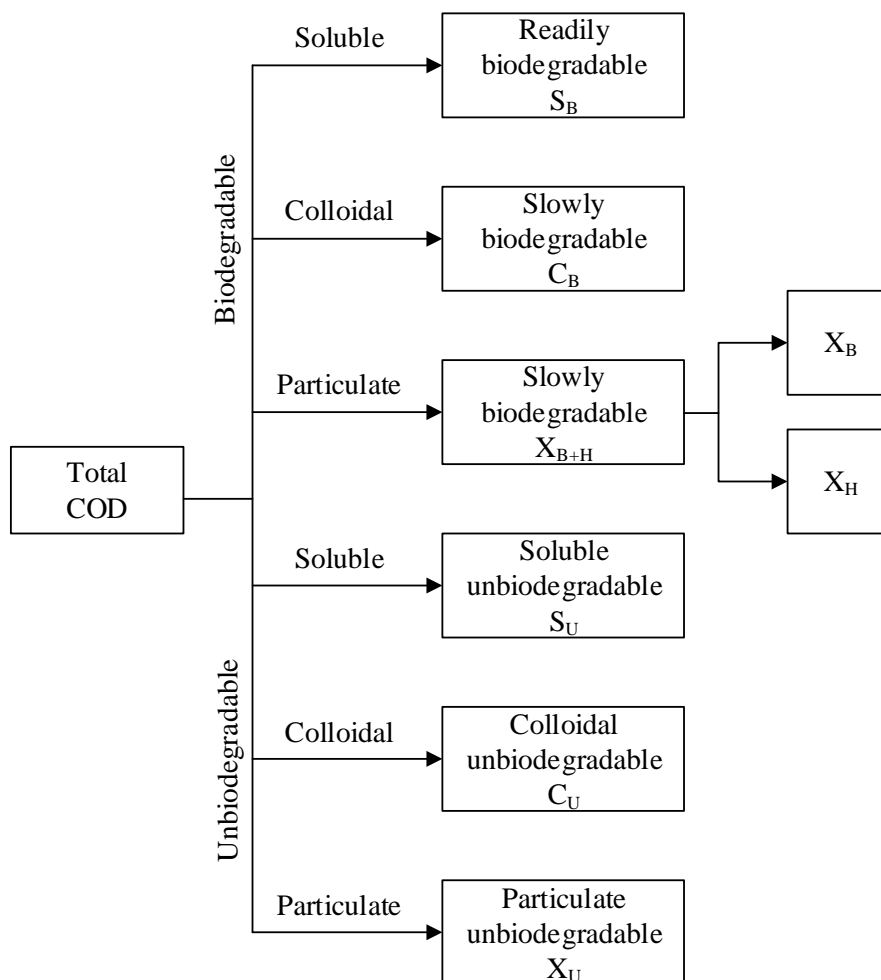 Soluble
Readily
biodegradable
S_B
Biodegradable
Colloidal
Slowly
biodegradable
C_B
Particulate
Slowly
biodegradable
X_B+H
X_B
X_H
Total
COD
Soluble
Soluble
unbiodegradable
S_U
Unbiodegradable
Colloidal
Colloidal
unbiodegradable
C_U
Particulate
Particulate
unbiodegradable
X_U